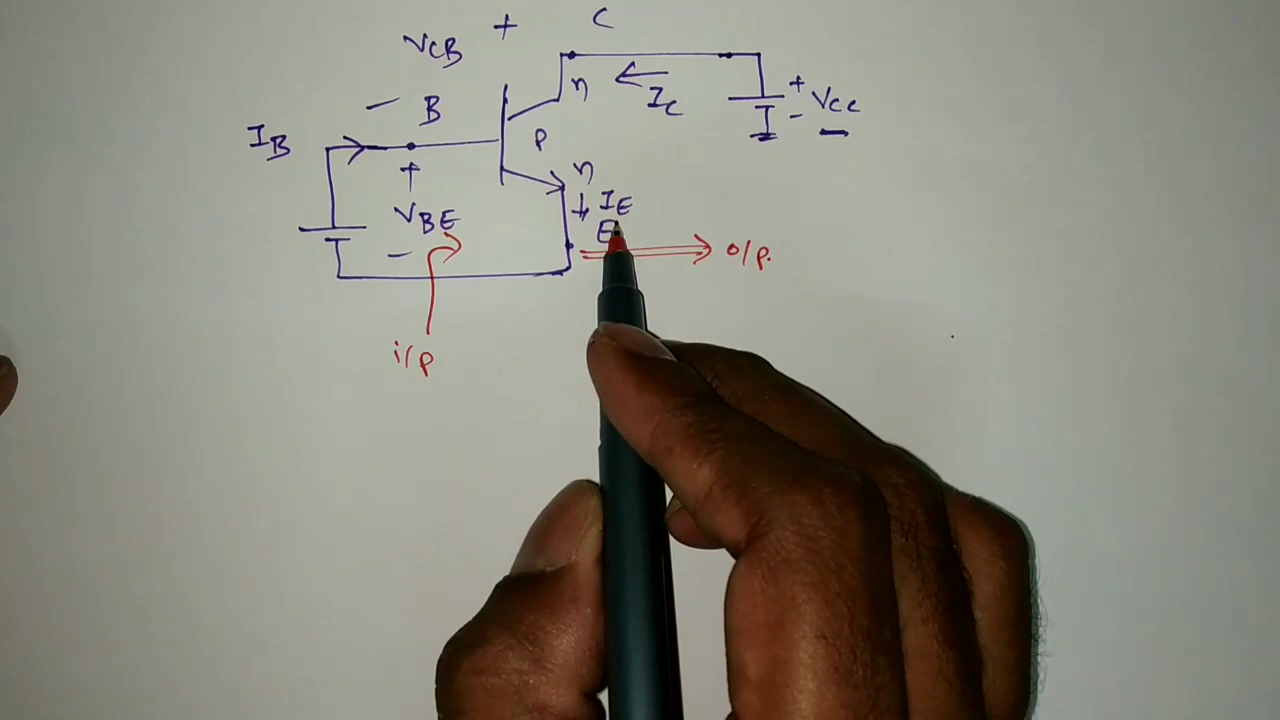 + C
VCB
η
IC
+
VCC
-
- B
IB
P
+
η
VBE
IE
E
-
o/p.
i/p